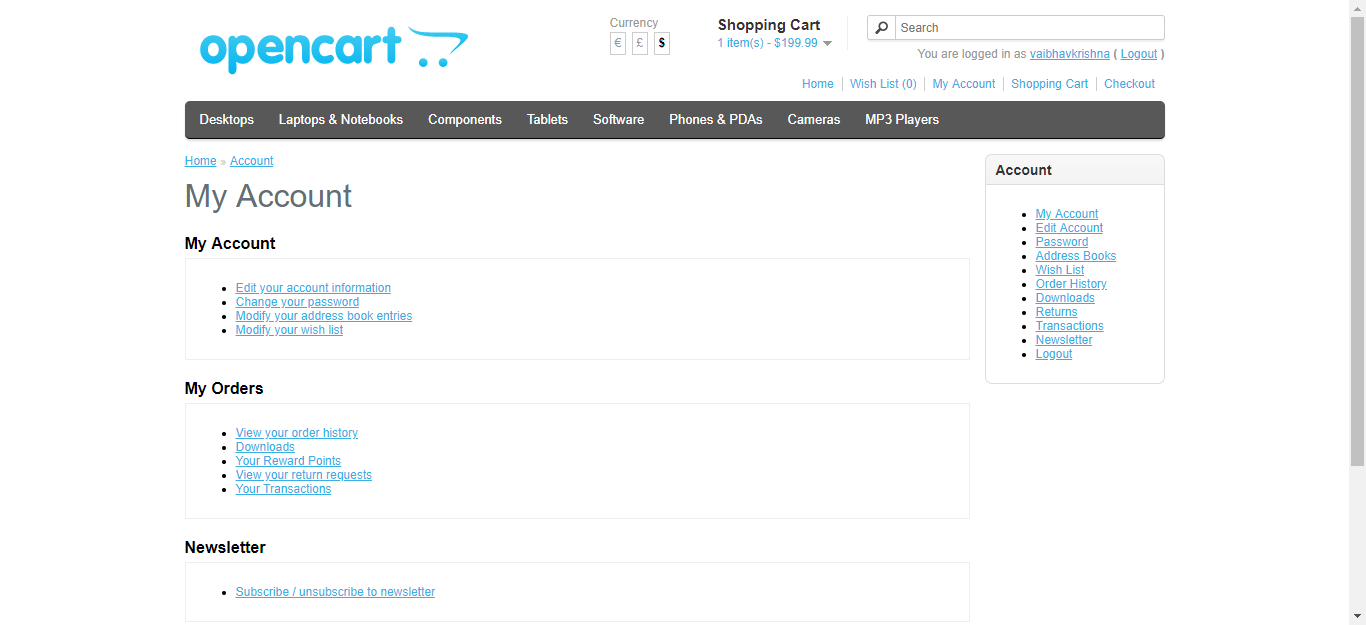 opencart
Currency
€ £ $
Shopping Cart
1 item(s) - $199.99
Search
You are logged in as vaibhavkrishna ( Logout )
Home Wish List (0) My Account Shopping Cart Checkout
Desktops Laptops & Notebooks Components Tablets Software Phones & PDAs Cameras MP3 Players
Home » Account
My Account
My Account
Edit your account information
Change your password
Modify your address book entries
Modify your wish list
My Orders
View your order history
Downloads
Your Reward Points
View your return requests
Your Transactions
Newsletter
Subscribe / unsubscribe to newsletter
Account
My Account
Edit Account
Password
Address Books
Wish List
Order History
Downloads
Returns
Transactions
Newsletter
Logout